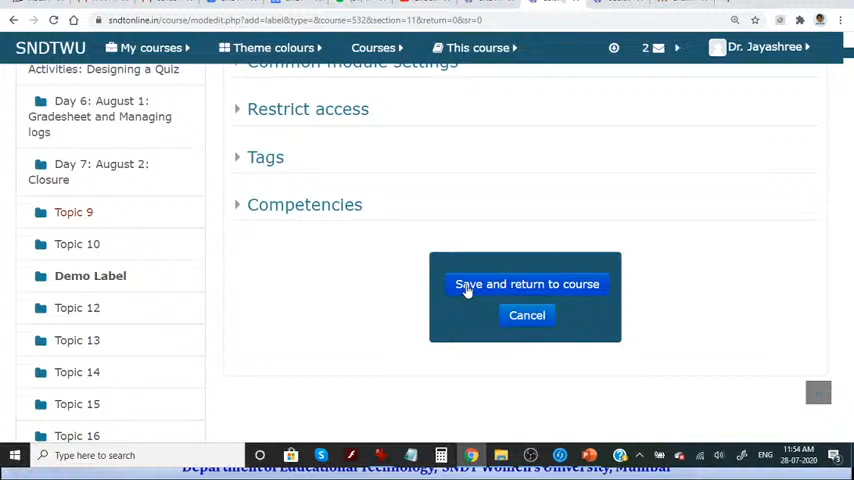 sndtonline.in/course/modedit.php?add=label&type=&course=532&section=11&return=0&sr=0
SNDTWU
My courses
Theme colours
Courses
This course
2
Dr. Jayashree
Activities: Designing a Quiz
Day 6: August 1:
Gradesheet and Managing
logs
Day 7: August 2:
Closure
Topic 9
Topic 10
Demo Label
Topic 12
Topic 13
Topic 14
Topic 15
Topic 16
Common module settings
Restrict access
Tags
Competencies
Save and return to course
Cancel
Type here to search
ENG
11:54 AM
28-07-2020
Department of Educational Technology, SNDT Women's University, Mumbai